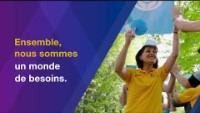 Ensemble,
nous sommes
un monde
de besoins.